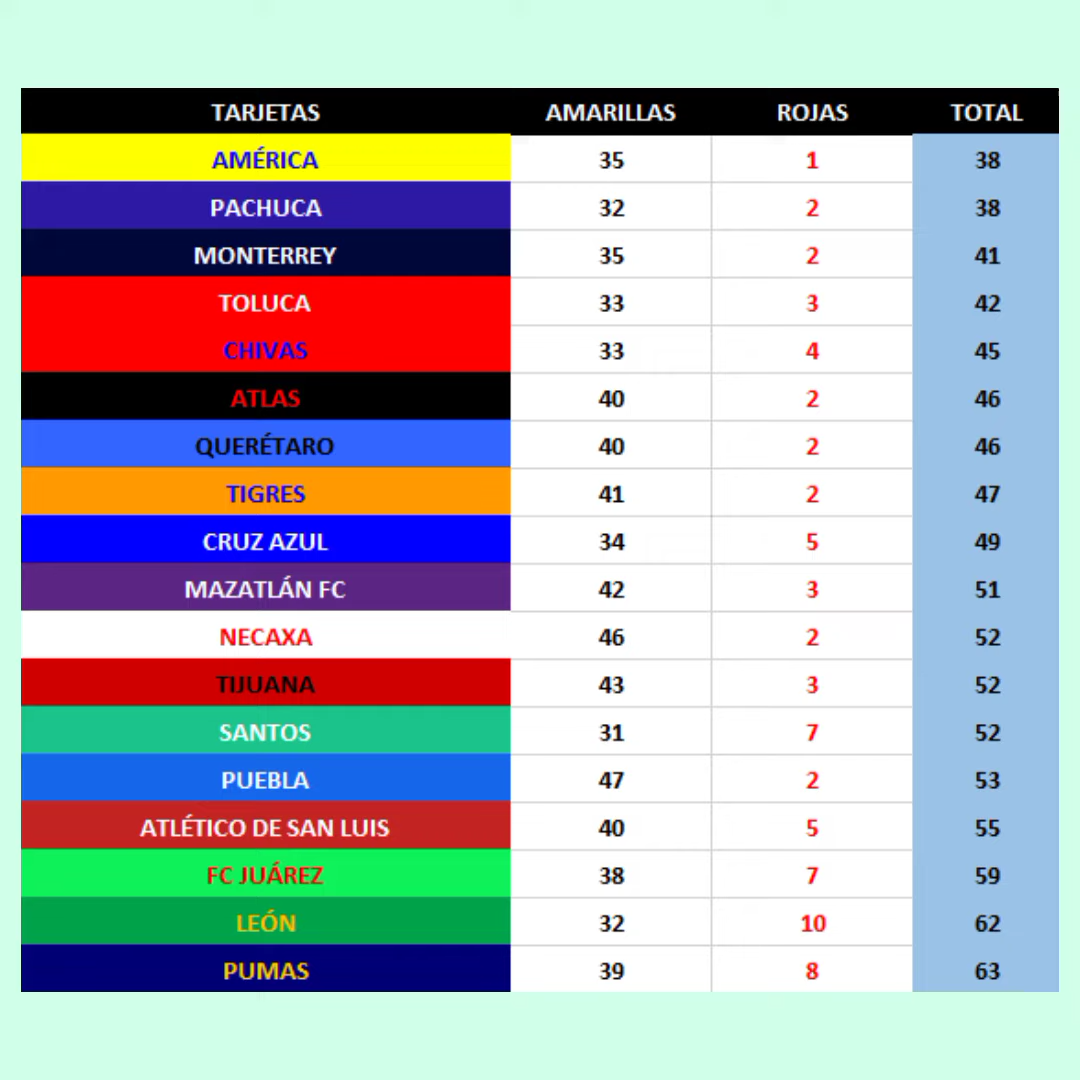 TARJETAS AMARILLAS ROJAS TOTAL
AMÉRICA 35 1 38
PACHUCA 32 2 38
MONTERREY 35 2 41
TOLUCA 33 3 42
CHIVAS 33 4 45
ATLAS 40 2 46
QUERÉTARO 40 2 46
TIGRES 41 2 47
CRUZ AZUL 34 5 49
MAZATLÁN FC 42 3 51
NECAXA 46 2 52
TIJUANA 43 3 52
SANTOS 31 7 52
PUEBLA 47 2 53
ATLÉTICO DE SAN LUIS 40 5 55
FC JUÁREZ 38 7 59
LEÓN 32 10 62
PUMAS 39 8 63